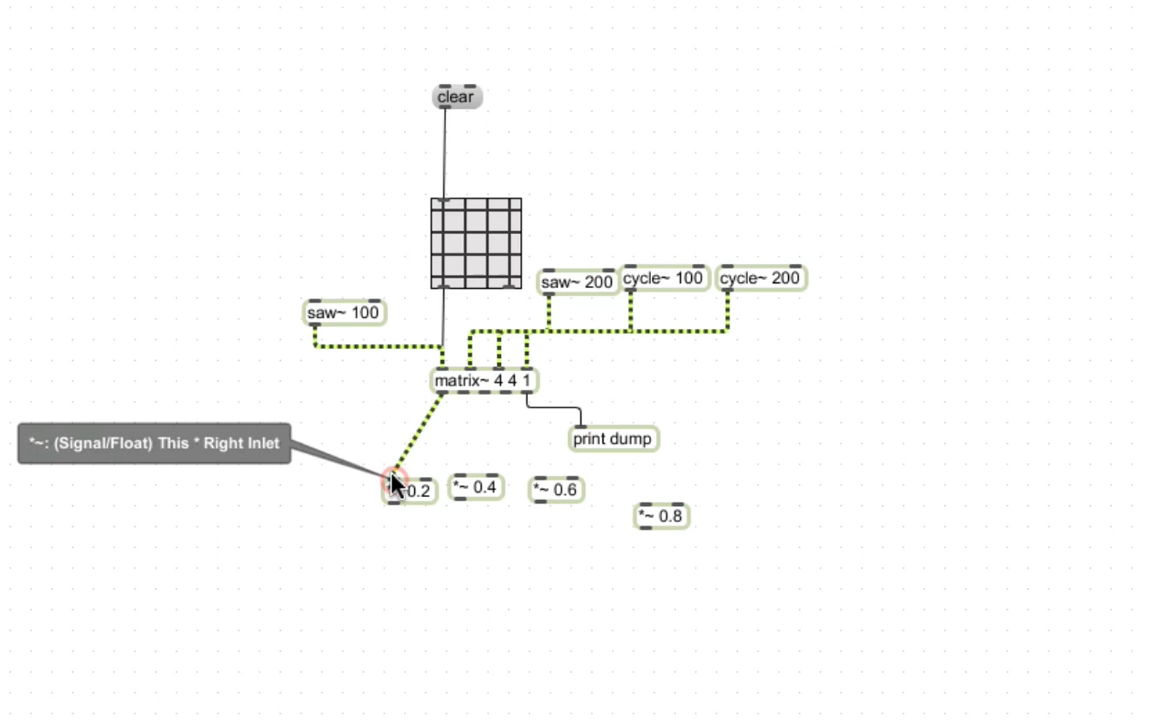 clear
saw~ 200
cycle~ 100
cycle~ 200
saw~ 100
matrix~ 4 4 1
print dump
*~: (Signal/Float) This * Right Inlet
0.2
*~ 0.4
*~ 0.6
*~ 0.8